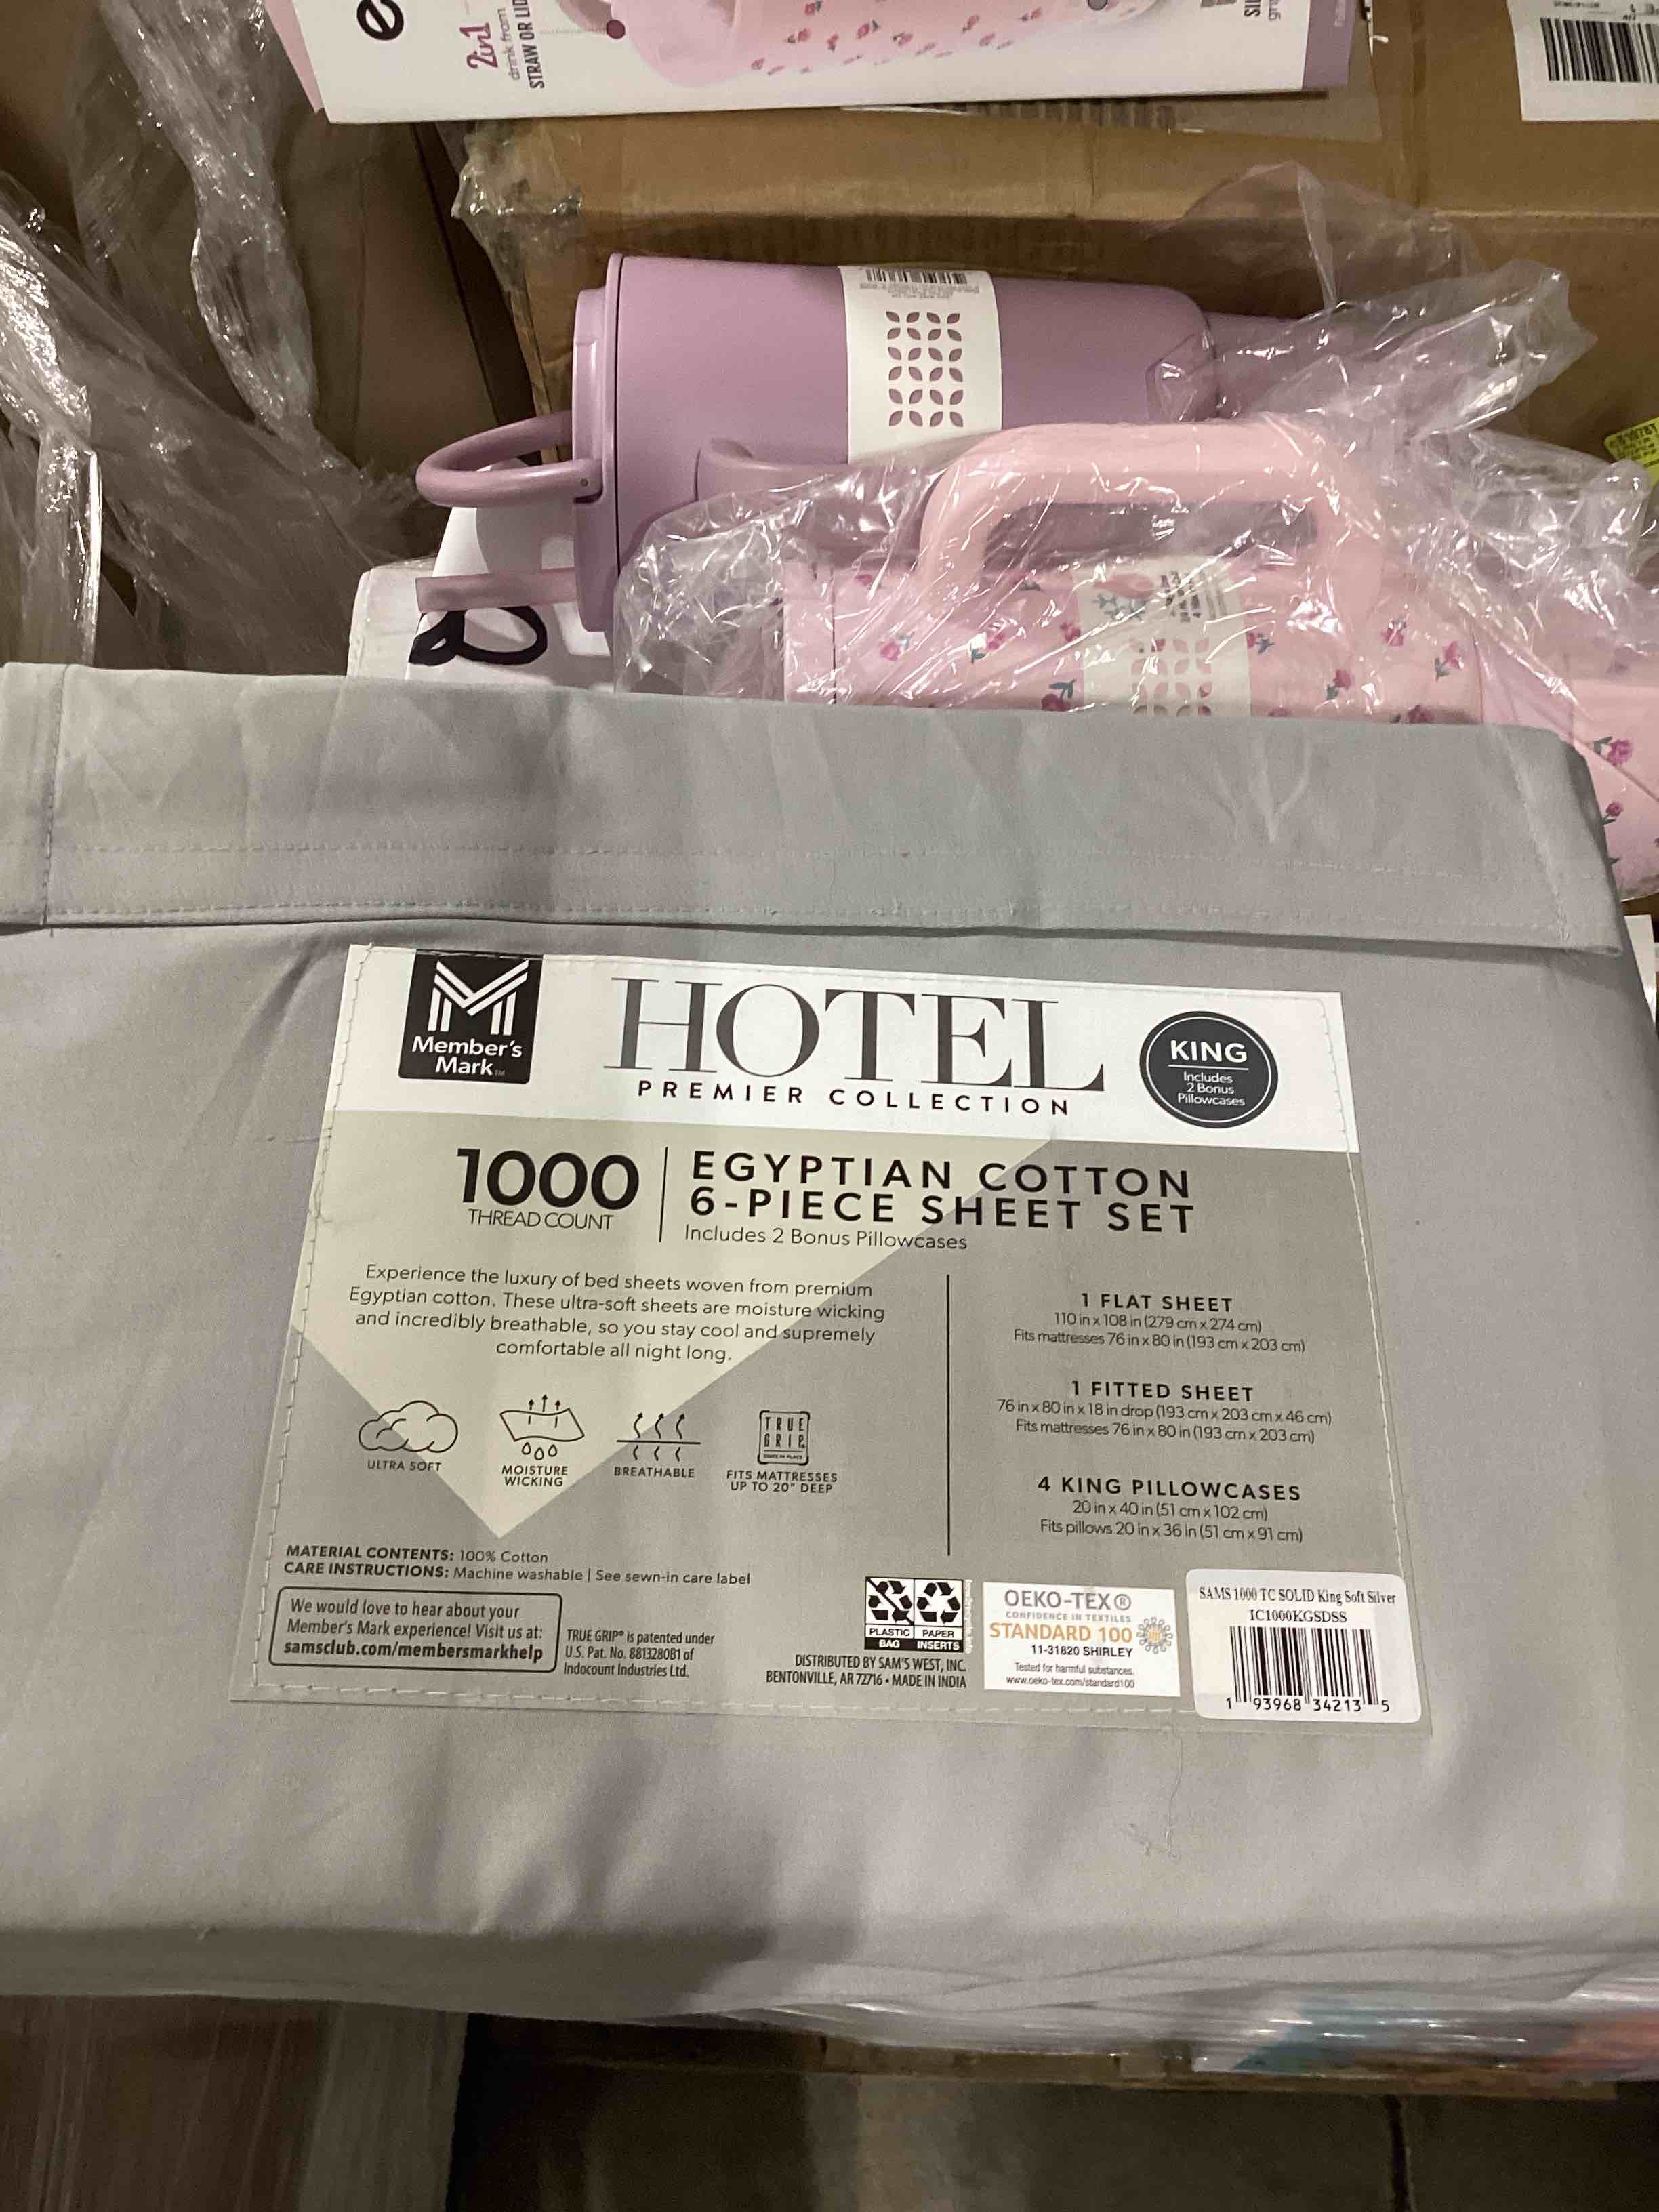 2in1
drink from
STRAW OR LID
Member's
Mark™
HOTEL
PREMIER COLLECTION
KING
Includes
2 Bonus
Pillowcases
1000
THREAD COUNT
EGYPTIAN COTTON
6-PIECE SHEET SET
Includes 2 Bonus Pillowcases
Experience the luxury of bed sheets woven from premium
Egyptian cotton. These ultra-soft sheets are moisture wicking
and incredibly breathable, so you stay cool and supremely
comfortable all night long.
ULTRA SOFT
MOISTURE
WICKING
BREATHABLE
TRUE
GRIP
FITS MATTRESSES
UP TO 20" DEEP
1 FLAT SHEET
110 in x 108 in (279 cm x 274 cm)
Fits mattresses 76 in x 80 in (193 cm x 203 cm)
1 FITTED SHEET
76 in x 80 in x 18 in drop (193 cm x 203 cm x 46 cm)
Fits mattresses 76 in x 80 in (193 cm x 203 cm)
4 KING PILLOWCASES
20 in x 40 in (51 cm x 102 cm)
Fits pillows 20 in x 36 in (51 cm x 91 cm)
MATERIAL CONTENTS: 100% Cotton
CARE INSTRUCTIONS: Machine washable | See sewn-in care label
We would love to hear about your
Member's Mark experience! Visit us at:
samsclub.com/membersmarkhelp
TRUE GRIP® is patented under
U.S. Pat. No. 8813280B1 of
Indocount Industries Ltd.
PLASTIC
BAG
PAPER
INSERTS
DISTRIBUTED BY SAM'S WEST, INC.
BENTONVILLE, AR 72716 • MADE IN INDIA
OEKO-TEX®
CONFIDENCE IN TEXTILES
STANDARD 100
11-31820 SHIRLEY
Tested for harmful substances.
www.oeko-tex.com/standard100
SAMS 1000 TC SOLID King Soft Silver
IC1000KGSDSS
1 93968 34213 5